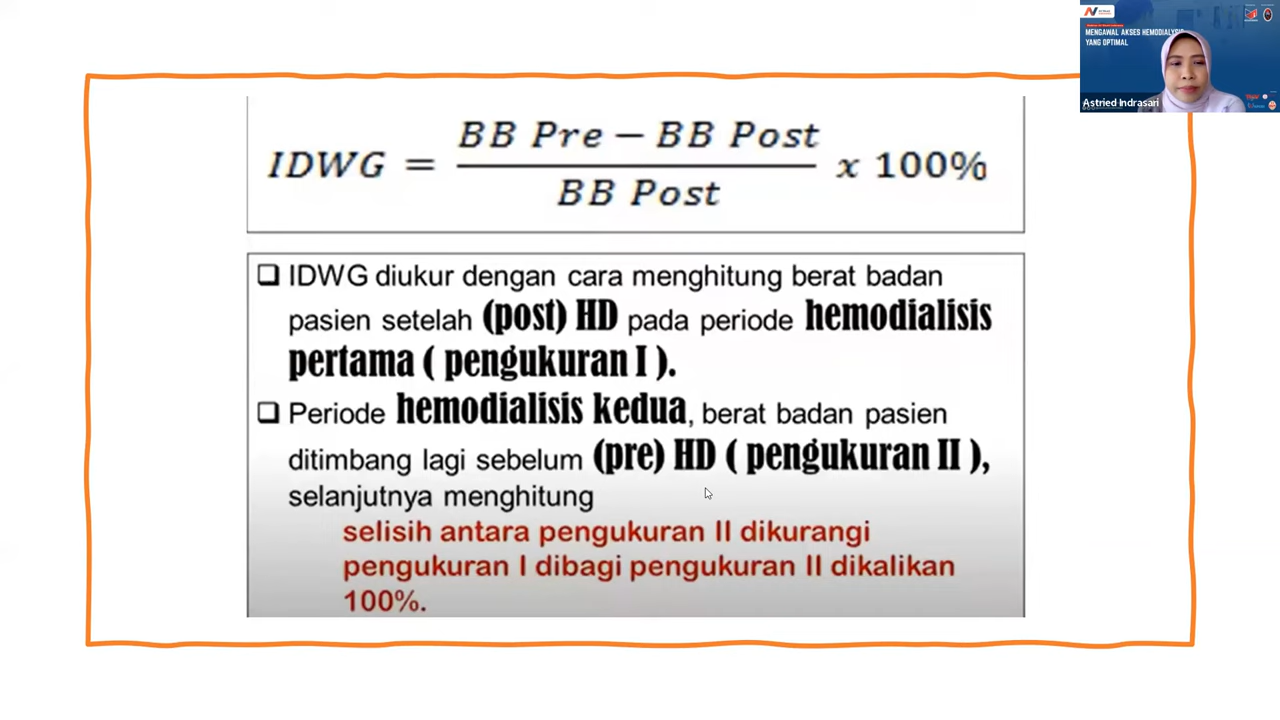 IDWG = BB Pre − BB Post / BB Post x 100%
❑ IDWG diukur dengan cara menghitung berat badan
pasien setelah (post) HD pada periode hemodialisis
pertama ( pengukuran I ).
❑ Periode hemodialisis kedua, berat badan pasien
ditimbang lagi sebelum (pre) HD ( pengukuran II ),
selanjutnya menghitung
selisih antara pengukuran II dikurangi
pengukuran I dibagi pengukuran II dikalikan
100%.
MENGAWAL AKSES HEMODIALYSIS
YANG OPTIMAL
Astried Indrasari